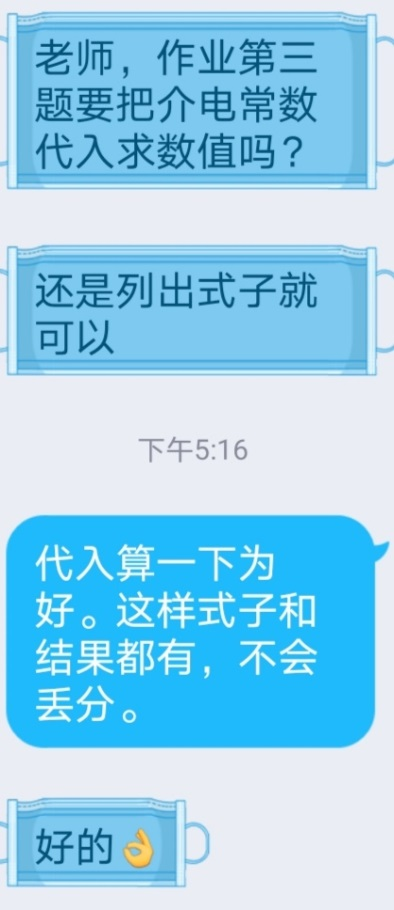 老师，作业第三
题要把介电常数
代入求数值吗？
还是列出式子就
可以
下午5:16
代入算一下为
好。这样式子和
结果都有，不会
丢分。
好的👌